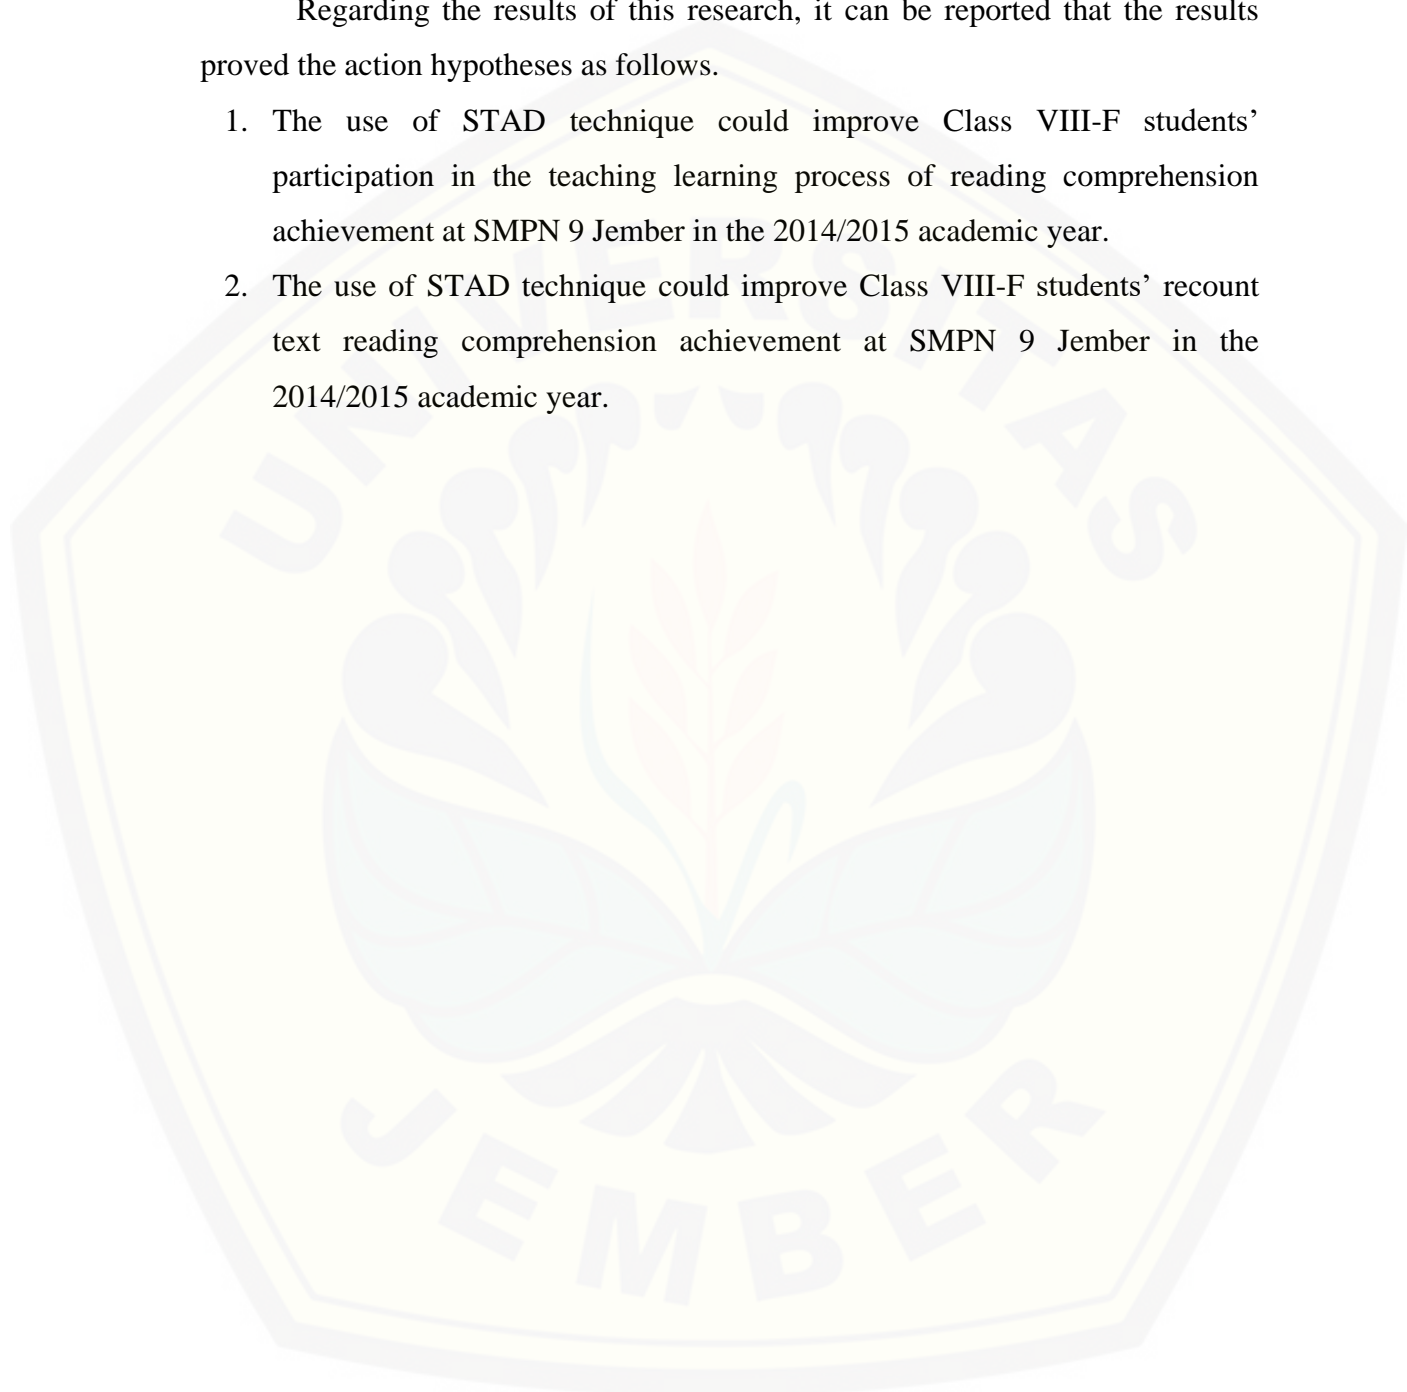 Regarding the results of this research, it can be reported that the results
proved the action hypotheses as follows.
1. The use of STAD technique could improve Class VIII-F students’
participation in the teaching learning process of reading comprehension
achievement at SMPN 9 Jember in the 2014/2015 academic year.
2. The use of STAD technique could improve Class VIII-F students’ recount
text reading comprehension achievement at SMPN 9 Jember in the
2014/2015 academic year.
UNIVERSITAS
JEMBER